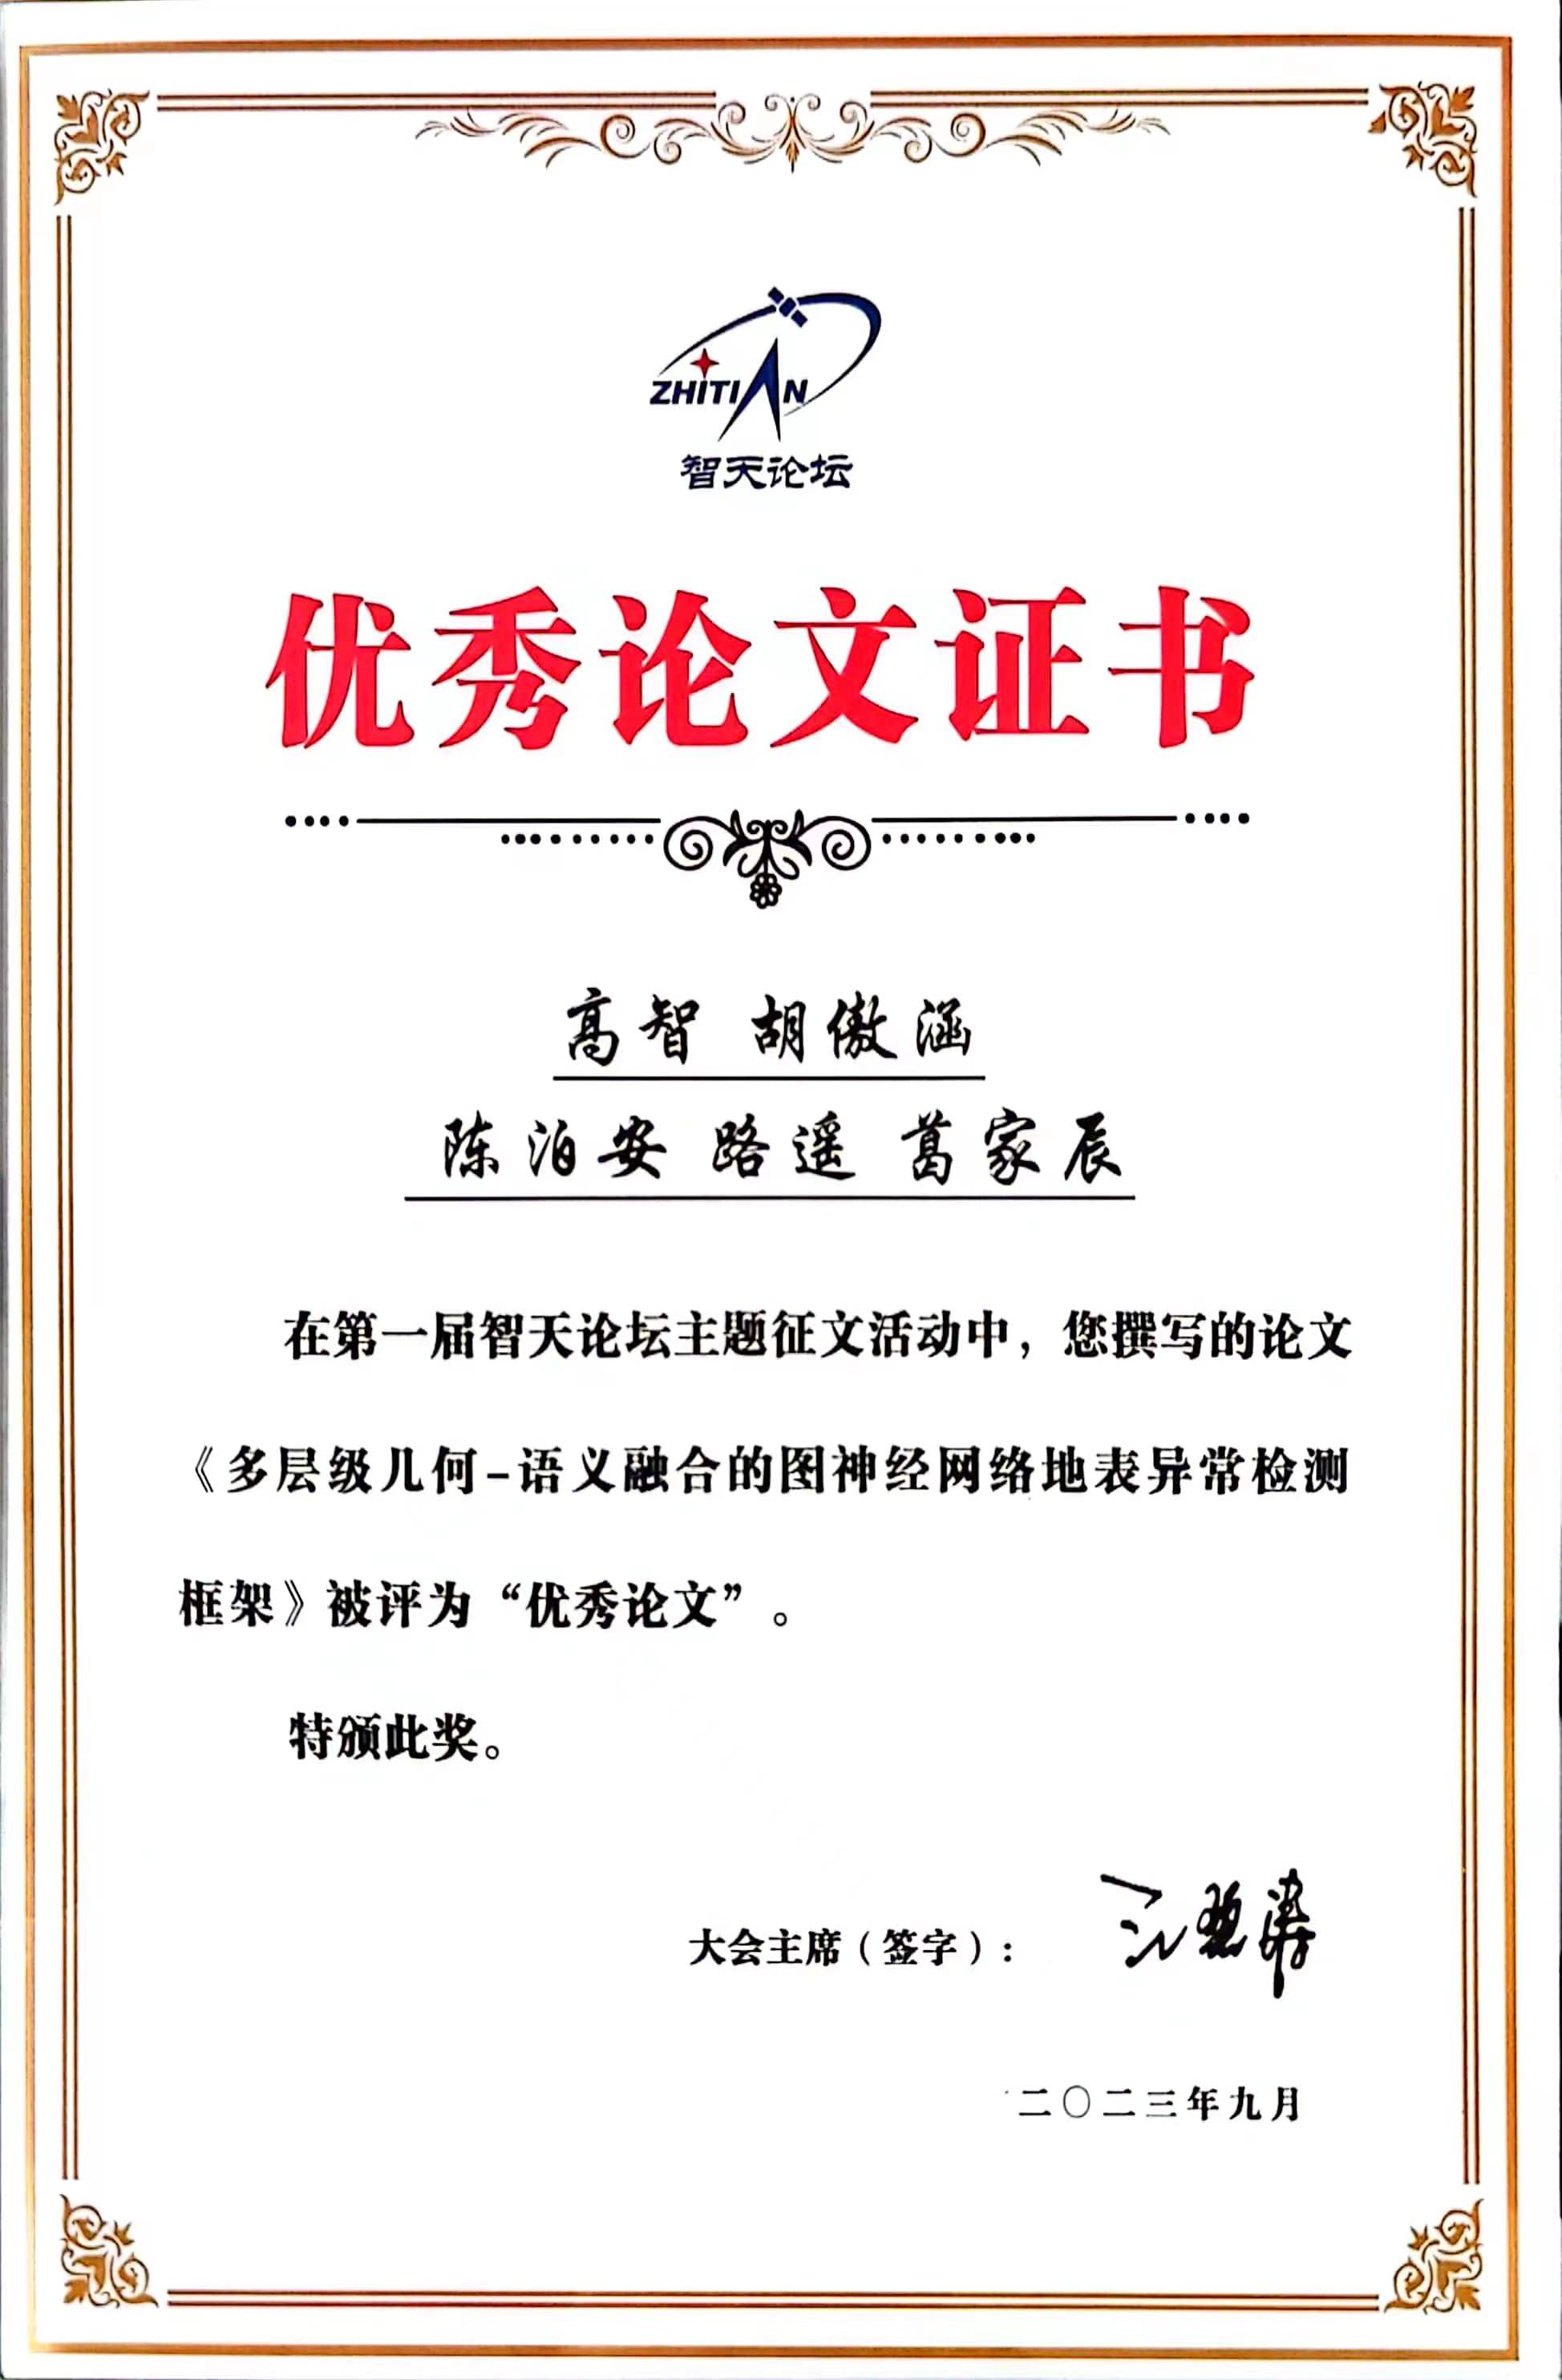 ZHITIAN
智天论坛
优秀论文证书
高智 胡傲涵
陈泊安 路遥 葛家辰
在第一届智天论坛主题征文活动中，您撰写的论文
《多层级几何-语义融合的图神经网络地表异常检测
框架》被评为“优秀论文”。
特颁此奖。
大会主席（签字）：
二〇二三年九月